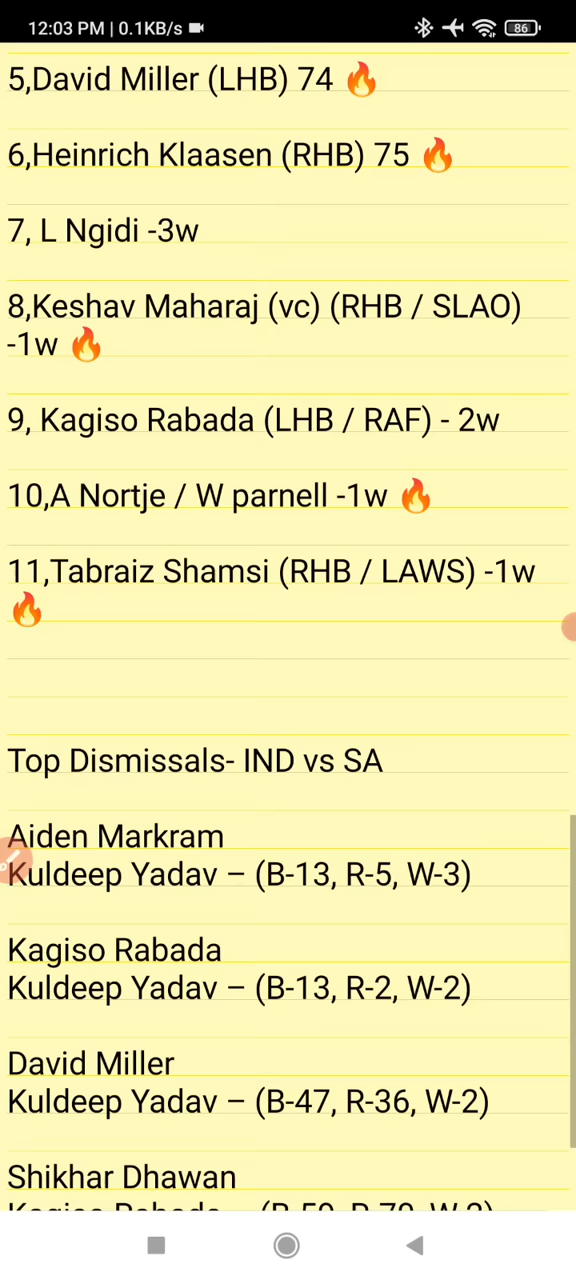 12:03 PM | 0.1KB/s
86
5,David Miller (LHB) 74 🔥
6,Heinrich Klaasen (RHB) 75 🔥
7, L Ngidi -3w
8,Keshav Maharaj (vc) (RHB / SLAO)
-1w 🔥
9, Kagiso Rabada (LHB / RAF) - 2w
10,A Nortje / W parnell -1w 🔥
11,Tabraiz Shamsi (RHB / LAWS) -1w
🔥
Top Dismissals- IND vs SA
Aiden Markram
Kuldeep Yadav – (B-13, R-5, W-3)
Kagiso Rabada
Kuldeep Yadav – (B-13, R-2, W-2)
David Miller
Kuldeep Yadav – (B-47, R-36, W-2)
Shikhar Dhawan